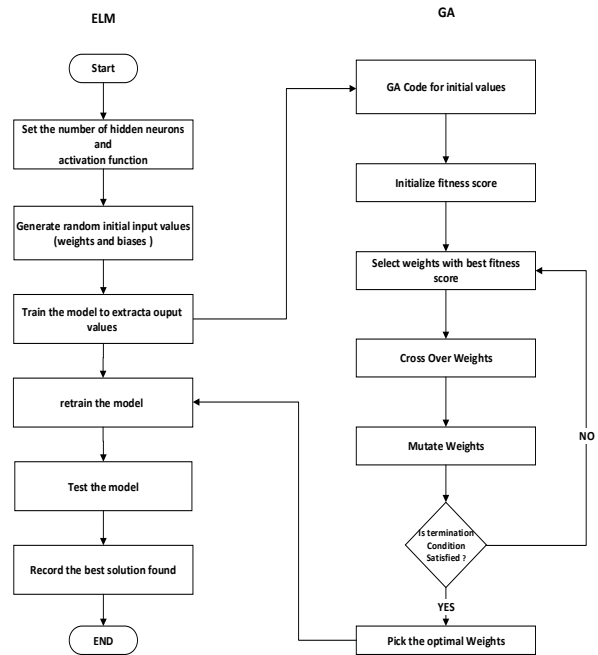 ELM
Start
Set the number of hidden neurons
and
activation function
Generate random initial input values
(weights and biases )
Train the model to extracta ouput
values
retrain the model
Test the model
Record the best solution found
END
GA
GA Code for initial values
Initialize fitness score
Select weights with best fitness
score
Cross Over Weights
Mutate Weights
Is termination
Condition
Satisfied ?
NO
YES
Pick the optimal Weights